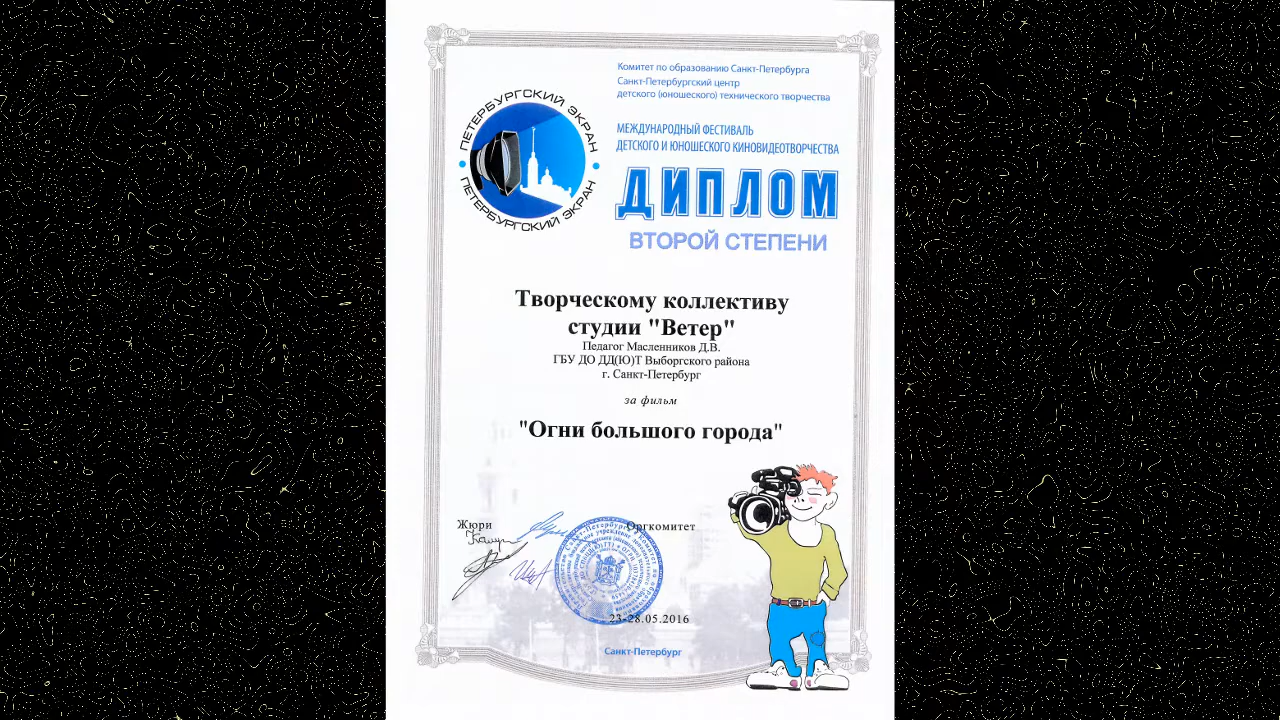 ПЕТЕРБУРГСКИЙ ЭКРАН
ПЕТЕРБУРГСКИЙ ЭКРАН
Комитет по образованию Санкт-Петербурга
Санкт-Петербургский центр
детского (юношеского) технического творчества
МЕЖДУНАРОДНЫЙ ФЕСТИВАЛЬ
ДЕТСКОГО И ЮНОШЕСКОГО КИНОВИДЕОТВОРЧЕСТВА
ДИПЛОМ
ВТОРОЙ СТЕПЕНИ
Творческому коллективу
студии "Ветер"
Педагог Масленников Д.В.
ГБУ ДО ДД(Ю)Т Выборгского района
г. Санкт-Петербург
за фильм
"Огни большого города"
Жюри
Оргкомитет
23-28.05.2016
Санкт-Петербург